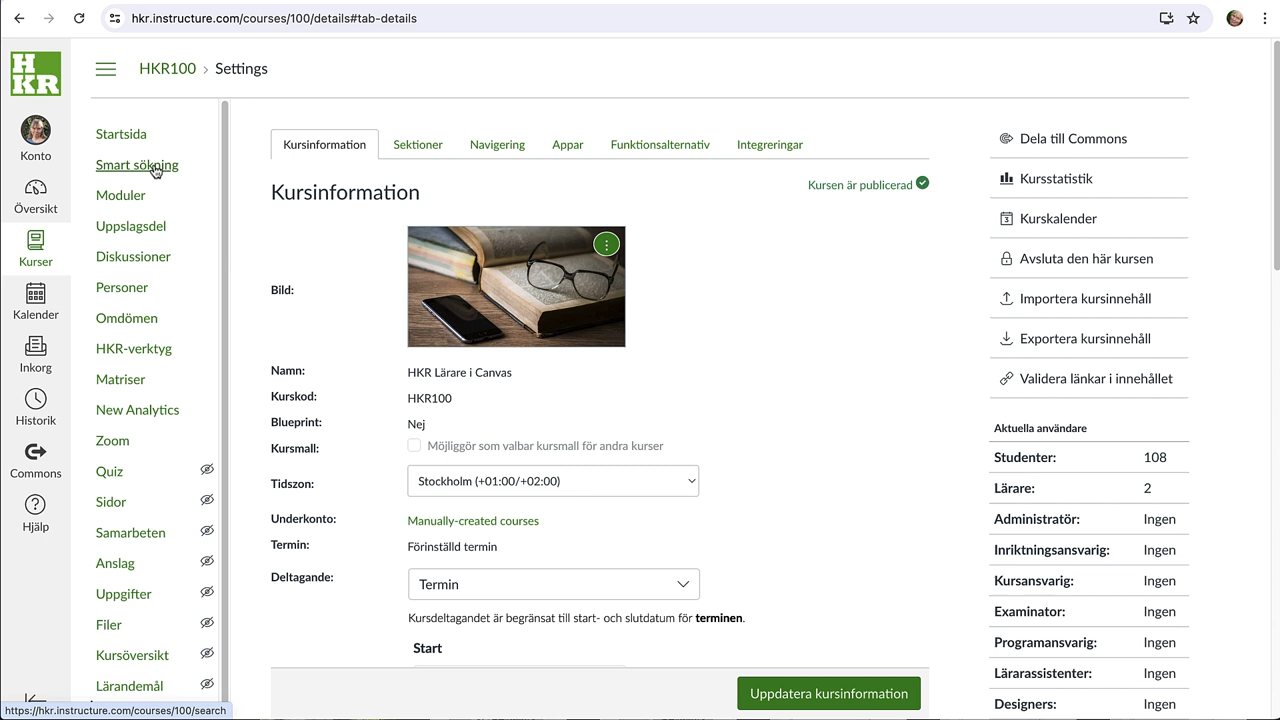 hkr.instructure.com/courses/100/details#tab-details
HKR
HKR100 › Settings
Konto
Översikt
Kurser
Kalender
Inkorg
Historik
Commons
Hjälp
Startsida
Smart sökning
Moduler
Uppslagsdel
Diskussioner
Personer
Omdömen
HKR-verktyg
Matriser
New Analytics
Zoom
Quiz
Sidor
Samarbeten
Anslag
Uppgifter
Filer
Kursöversikt
Lärandemål
Kursinformation Sektioner Navigering Appar Funktionsalternativ Integreringar
Kursinformation
Kursen är publicerad
Bild:
Namn: HKR Lärare i Canvas
Kurskod: HKR100
Blueprint: Nej
Kursmall: Möjliggör som valbar kursmall för andra kurser
Tidszon: Stockholm (+01:00/+02:00)
Underkonto: Manually-created courses
Termin: Förinställd termin
Deltagande: Termin
Kursdeltagandet är begränsat till start- och slutdatum för terminen.
Start
Uppdatera kursinformation
Dela till Commons
Kursstatistik
3 Kurskalender
Avsluta den här kursen
Importera kursinnehåll
Exportera kursinnehåll
Validera länkar i innehållet
Aktuella användare
Studenter: 108
Lärare: 2
Administratör: Ingen
Inriktningsansvarig: Ingen
Kursansvarig: Ingen
Examinator: Ingen
Programansvarig: Ingen
Lärarassistenter: Ingen
Designers: Ingen
https://hkr.instructure.com/courses/100/search